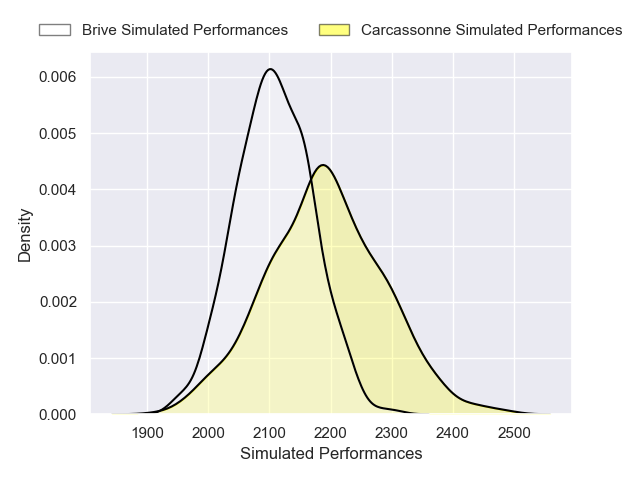 Brive Simulated Performances Carcassonne Simulated Performances
0.006
0.005
0.004
0.003
0.002
0.001
0.000
Density
1900 2000 2100 2200 2300 2400 2500
Simulated Performances